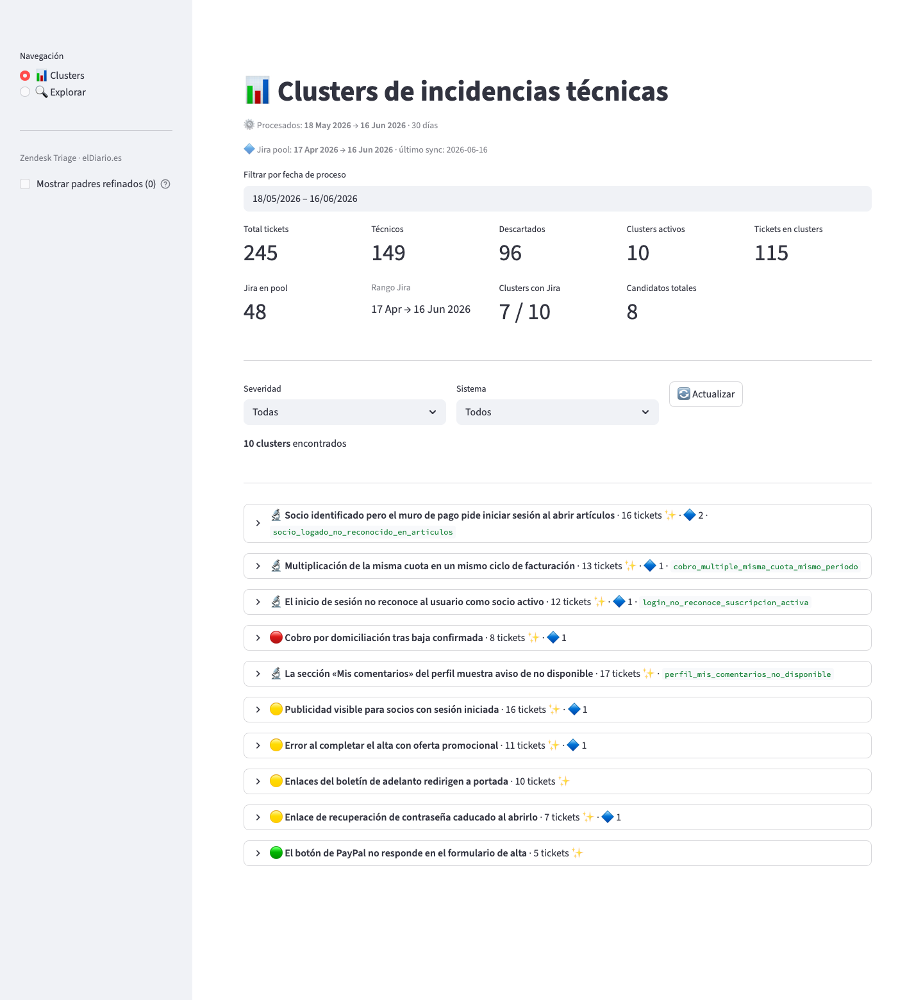 Navegación
Clusters
Explorar
Zendesk Triage · elDiario.es
Mostrar padres refinados (0)
Clusters de incidencias técnicas
Procesados: 18 May 2026 → 16 Jun 2026 · 30 días
Jira pool: 17 Apr 2026 → 16 Jun 2026 · último sync: 2026-06-16
Filtrar por fecha de proceso
18/05/2026 – 16/06/2026
Total tickets
245
Técnicos
149
Descartados
96
Clusters activos
10
Tickets en clusters
115
Jira en pool
48
Rango Jira
17 Apr → 16 Jun 2026
Clusters con Jira
7 / 10
Candidatos totales
8
Severidad
Todas
Sistema
Todos
Actualizar
10 clusters encontrados
Socio identificado pero el muro de pago pide iniciar sesión al abrir artículos · 16 tickets ✨ · 🔷 2 ·
socio_logado_no_reconocido_en_articulos
Multiplicación de la misma cuota en un mismo ciclo de facturación · 13 tickets ✨ · 🔷 1 · cobro_multiple_misma_cuota_mismo_periodo
El inicio de sesión no reconoce al usuario como socio activo · 12 tickets ✨ · 🔷 1 · login_no_reconoce_suscripcion_activa
Cobro por domiciliación tras baja confirmada · 8 tickets ✨ · 🔷 1
La sección «Mis comentarios» del perfil muestra aviso de no disponible · 17 tickets ✨ · perfil_mis_comentarios_no_disponible
Publicidad visible para socios con sesión iniciada · 16 tickets ✨ · 🔷 1
Error al completar el alta con oferta promocional · 11 tickets ✨ · 🔷 1
Enlaces del boletín de adelanto redirigen a portada · 10 tickets ✨
Enlace de recuperación de contraseña caducado al abrirlo · 7 tickets ✨ · 🔷 1
El botón de PayPal no responde en el formulario de alta · 5 tickets ✨